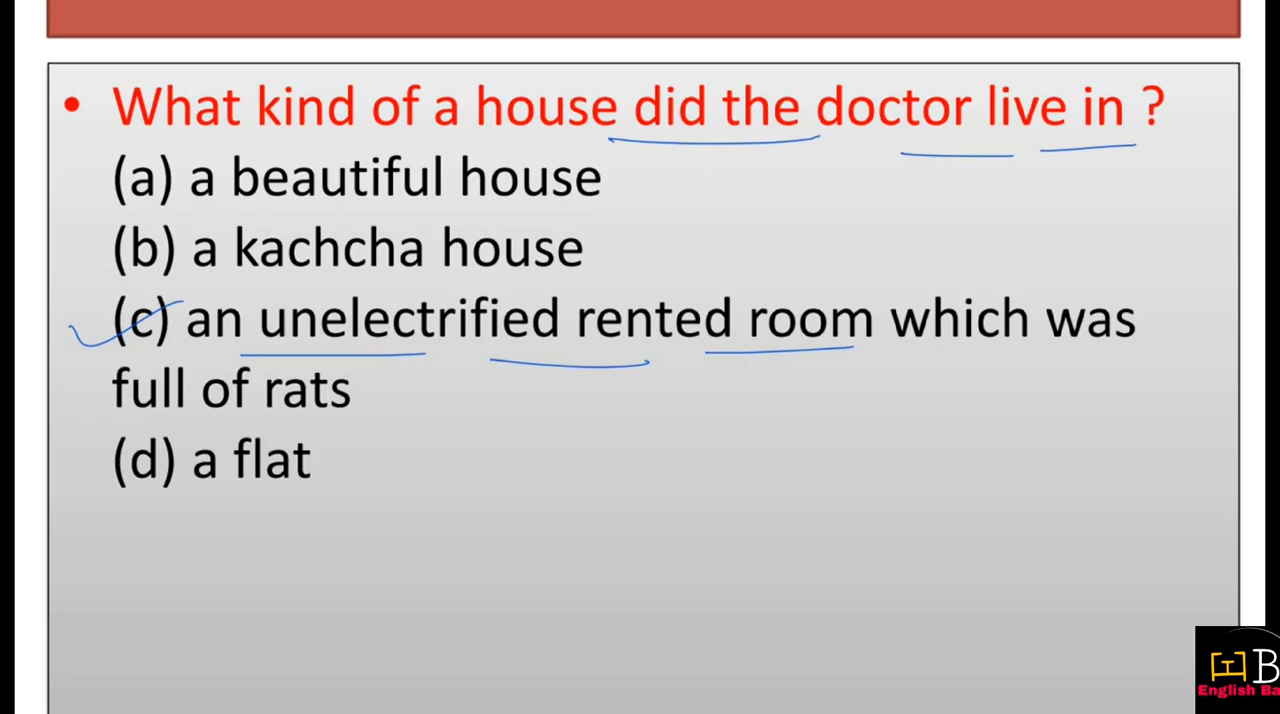 • What kind of a house did the doctor live in ?
(a) a beautiful house
(b) a kachcha house
(c) an unelectrified rented room which was
full of rats
(d) a flat
B
English Ba